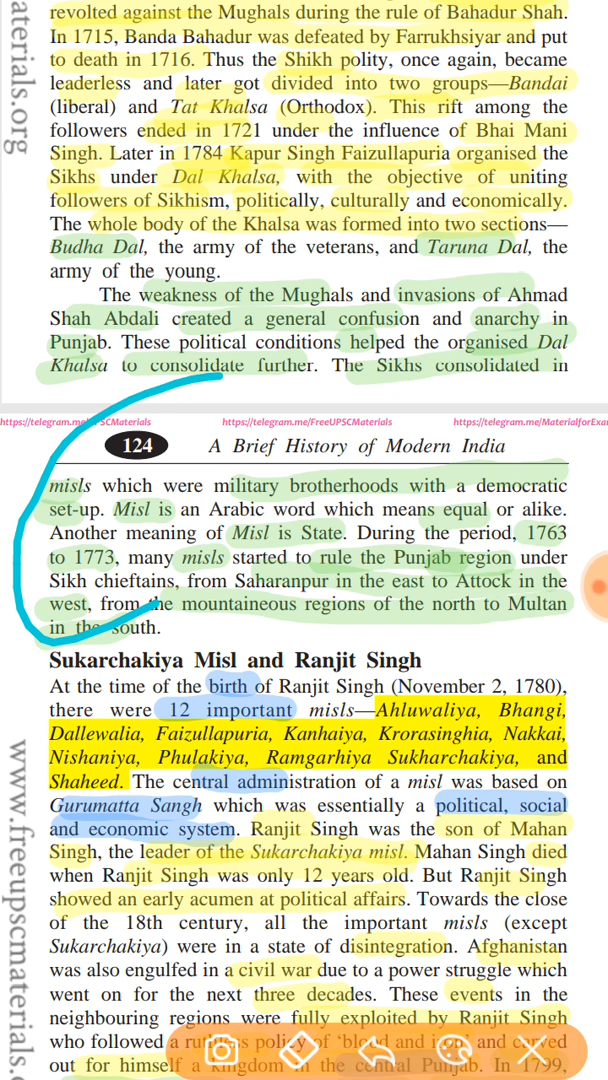 revolted against the Mughals during the rule of Bahadur Shah.
In 1715, Banda Bahadur was defeated by Farrukhsiyar and put
to death in 1716. Thus the Shikh polity, once again, became
leaderless and later got divided into two groups—Bandai
(liberal) and Tat Khalsa (Orthodox). This rift among the
followers ended in 1721 under the influence of Bhai Mani
Singh. Later in 1784 Kapur Singh Faizullapuria organised the
Sikhs under Dal Khalsa, with the objective of uniting
followers of Sikhism, politically, culturally and economically.
The whole body of the Khalsa was formed into two sections—
Budha Dal, the army of the veterans, and Taruna Dal, the
army of the young.
The weakness of the Mughals and invasions of Ahmad
Shah Abdali created a general confusion and anarchy in
Punjab. These political conditions helped the organised Dal
Khalsa to consolidate further. The Sikhs consolidated in
aterials.org
https://telegram.me/ PSCMaterials https://telegram.me/FreeUPSCMaterials https://telegram.me/MaterialforExa
124 A Brief History of Modern India
misls which were military brotherhoods with a democratic
set-up. Misl is an Arabic word which means equal or alike.
Another meaning of Misl is State. During the period, 1763
to 1773, many misls started to rule the Punjab region under
Sikh chieftains, from Saharanpur in the east to Attock in the
west, from the mountaineous regions of the north to Multan
in the south.
Sukarchakiya Misl and Ranjit Singh
At the time of the birth of Ranjit Singh (November 2, 1780),
there were 12 important misls—Ahluwaliya, Bhangi,
Dallewalia, Faizullapuria, Kanhaiya, Krorasinghia, Nakkai,
Nishaniya, Phulakiya, Ramgarhiya Sukharchakiya, and
Shaheed. The central administration of a misl was based on
Gurumatta Sangh which was essentially a political, social
and economic system. Ranjit Singh was the son of Mahan
Singh, the leader of the Sukarchakiya misl. Mahan Singh died
when Ranjit Singh was only 12 years old. But Ranjit Singh
showed an early acumen at political affairs. Towards the close
of the 18th century, all the important misls (except
Sukarchakiya) were in a state of disintegration. Afghanistan
was also engulfed in a civil war due to a power struggle which
went on for the next three decades. These events in the
neighbouring regions were fully exploited by Ranjit Singh
who followed a ruthless policy of 'blood and iron' and carved
out for himself a kingdom in the central Punjab. In 1799,
www.freeupscmaterials.